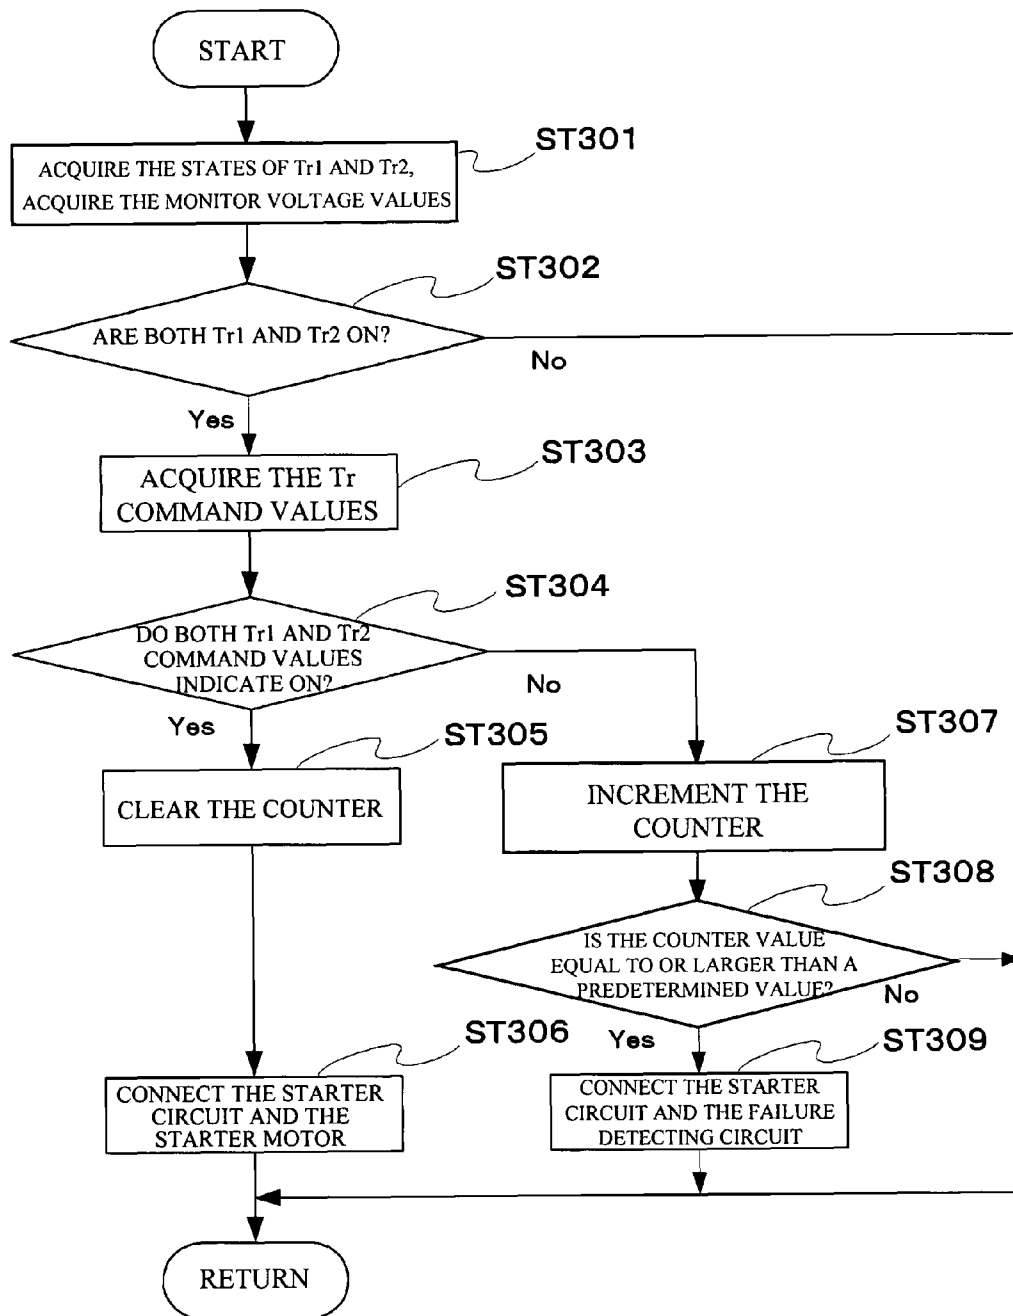 START
ST301
ACQUIRE THE STATES OF Tr1 AND Tr2,
ACQUIRE THE MONITOR VOLTAGE VALUES
ST302
ARE BOTH Tr1 AND Tr2 ON?
No
Yes
ST303
ACQUIRE THE Tr
COMMAND VALUES
ST304
DO BOTH Tr1 AND Tr2
COMMAND VALUES
INDICATE ON?
No
Yes
ST305
CLEAR THE COUNTER
ST307
INCREMENT THE
COUNTER
ST308
IS THE COUNTER VALUE
EQUAL TO OR LARGER THAN A
PREDETERMINED VALUE?
No
Yes
ST306
CONNECT THE STARTER
CIRCUIT AND THE
STARTER MOTOR
ST309
CONNECT THE STARTER
CIRCUIT AND THE FAILURE
DETECTING CIRCUIT
RETURN